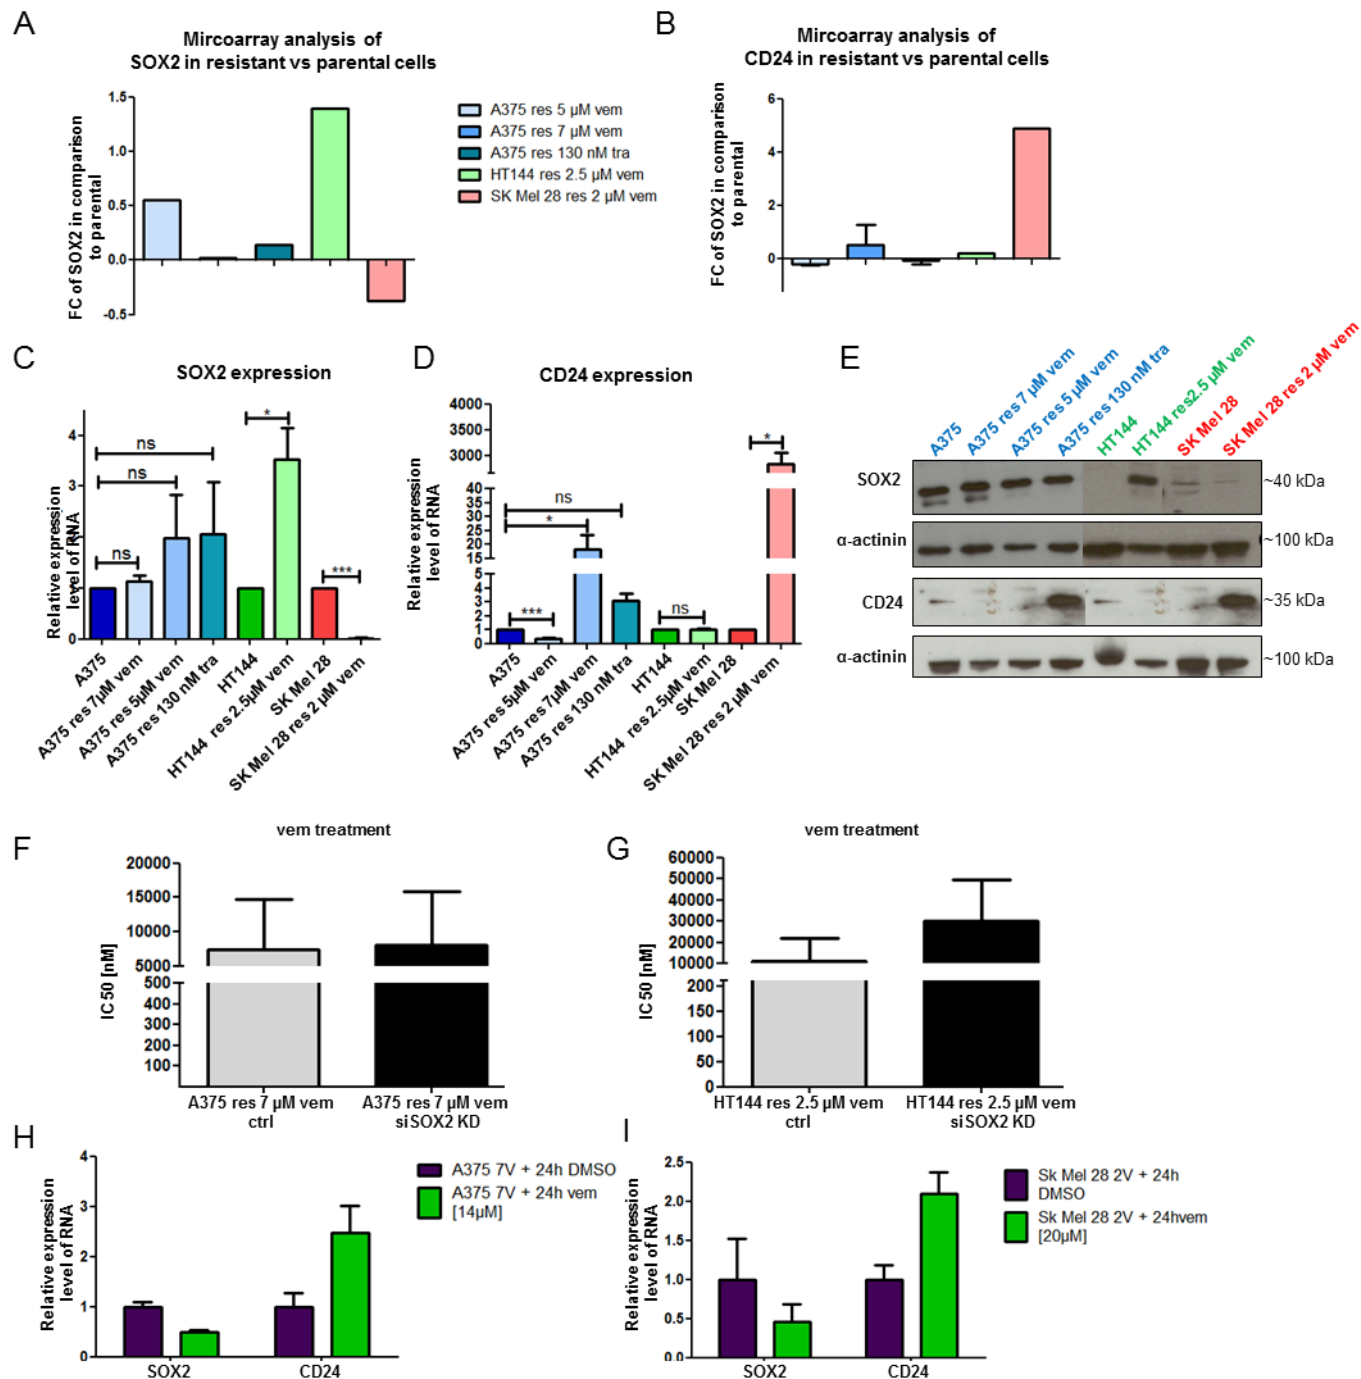 A
Mircoarray analysis of
SOX2 in resistant vs parental cells
FC of SOX2 in comparison
to parental
1.5
1.0
0.5
0.0
-0.5
A375 res 5 µM vem
A375 res 7 µM vem
A375 res 130 nM tra
HT144 res 2.5 µM vem
SK Mel 28 res 2 µM vem
B
Mircoarray analysis of
CD24 in resistant vs parental cells
FC of SOX2 in comparison
to parental
6
4
2
0
C
SOX2 expression
Relative expression
level of RNA
4
2
1
0
ns
ns
ns
*
***
A375
A375 res 7µM vem
A375 res 5µM vem
A375 res 130 nM tra
HT144
HT144 res 2.5µM vem
SK Mel 28
SK Mel 28 res 2 µM vem
D
CD24 expression
Relative expression
level of RNA
4000
3000
20
15
10
5
5
4
3
2
1
0
***
*
ns
ns
*
A375
A375 res 5µM vem
A375 res 7µM vem
A375 res 130 nM tra
HT144
HT144 res 2.5µM vem
SK Mel 28
SK Mel 28 res 2 µM vem
E
A375
A375 res 7 µM vem
A375 res 5 µM vem
A375 res 130 nM tra
HT144
HT144 res2.5 µM vem
SK Mel 28
SK Mel 28 res 2 µM vem
SOX2
~40 kDa
α-actinin
~100 kDa
CD24
~35 kDa
α-actinin
~100 kDa
F
vem treatment
IC 50 [nM]
20000
15000
10000
5000
500
400
300
200
100
A375 res 7 µM vem
ctrl
A375 res 7 µM vem
siSOX2 KD
G
vem treatment
IC 50 [nM]
60000
50000
40000
30000
20000
10000
200
150
100
50
0
HT144 res 2.5 µM vem
ctrl
HT144 res 2.5 µM vem
siSOX2 KD
H
Relative expression
level of RNA
4
3
2
1
0
SOX2
CD24
A375 7V + 24h DMSO
A375 7V + 24h vem
[14µM]
I
Relative expression
level of RNA
2.5
2.0
1.5
1.0
0.5
0.0
SOX2
CD24
Sk Mel 28 2V + 24h
DMSO
Sk Mel 28 2V + 24hvem
[20µM]